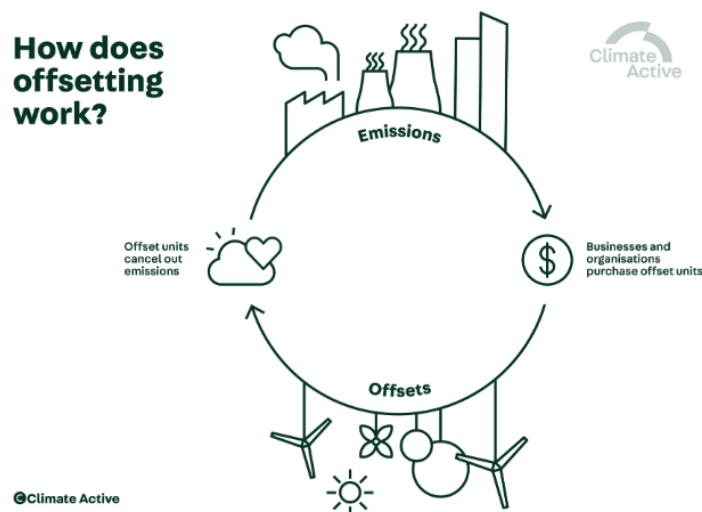 How does
offsetting
work?
Climate
Active
Emissions
Offset units
cancel out
emissions
$
Businesses and
organisations
purchase offset units
Offsets
Climate Active